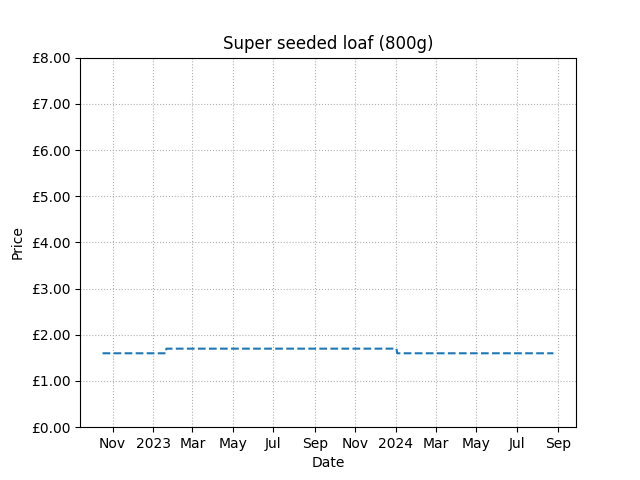 Super seeded loaf (800g)
£8.00
£7.00
£6.00
£5.00
£4.00
£3.00
£2.00
£1.00
£0.00
Price
Nov 2023 Mar May Jul Sep Nov 2024 Mar May Jul Sep
Date